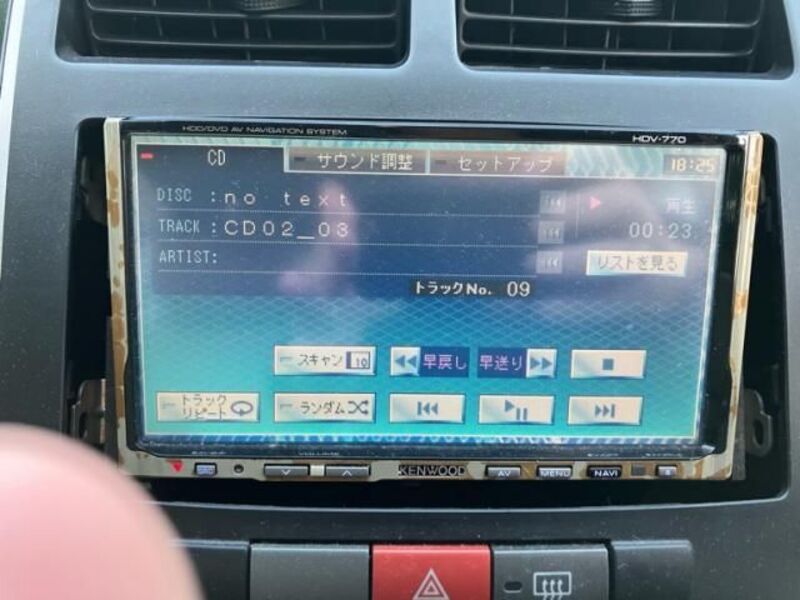 HDD/DVD AV NAVIGATION SYSTEM
HDV-770
CD サウンド調整 セットアップ 18:25
DISC :no text
再生
TRACK :CD02_03
00:23
ARTIST:
リストを見る
トラックNo. 09
スキャン 10 早戻し 早送り
トラックリピート ランダム
KENWOOD AV MENU NAVI